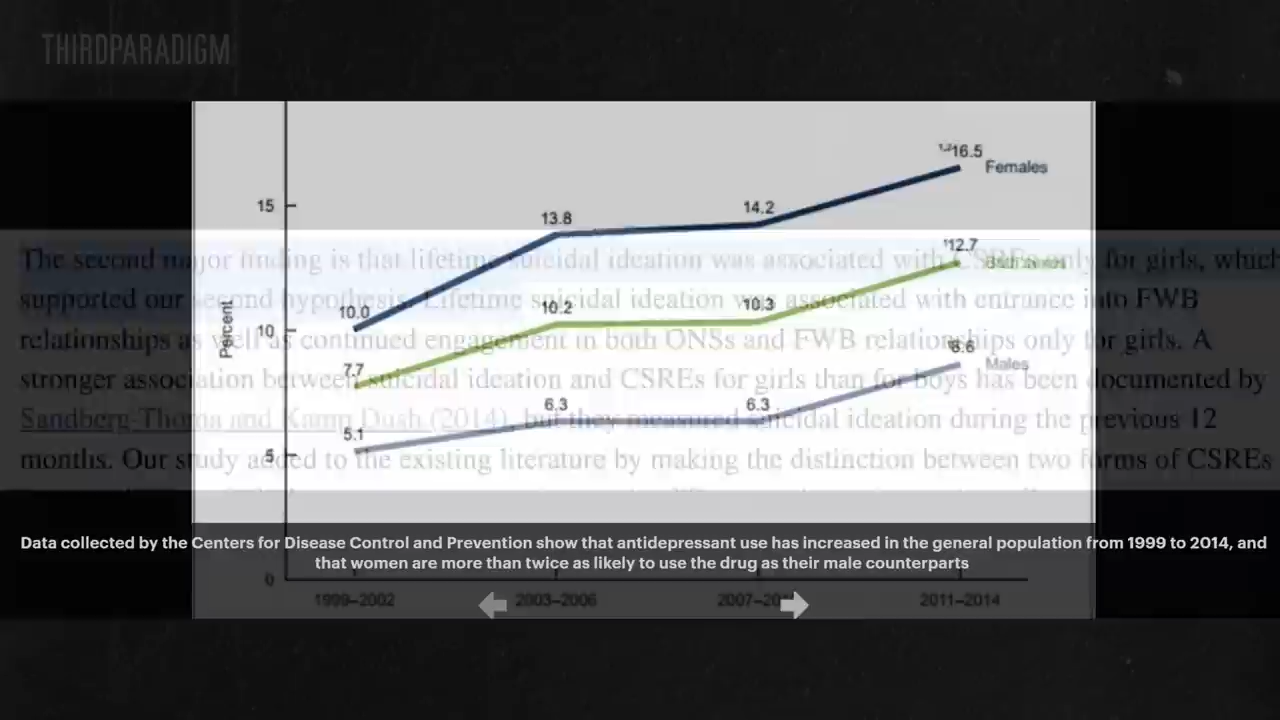 THIRDPARADIGM
1,2 16.5
Females
15
13.8
14.2
1 12.7
The second major finding is that lifetime suicidal ideation was associated with CSREs only for girls, which
supported our second hypothesis. Lifetime suicidal ideation was associated with entrance into FWB
10.0
10.2
10.3
Percent
10
relationships as well as continued engagement in both ONSs and FWB relationships only for girls. A
8.6
Males
7.7
stronger association between suicidal ideation and CSREs for girls than for boys has been documented by
6.3
6.3
Sandberg-Thoma and Kamp Dush (2014), but they measured suicidal ideation during the previous 12
5.1
5
months. Our study added to the existing literature by making the distinction between two forms of CSREs
Data collected by the Centers for Disease Control and Prevention show that antidepressant use has increased in the general population from 1999 to 2014, and
that women are more than twice as likely to use the drug as their male counterparts
0
1999–2002
2003–2006
2011–2014